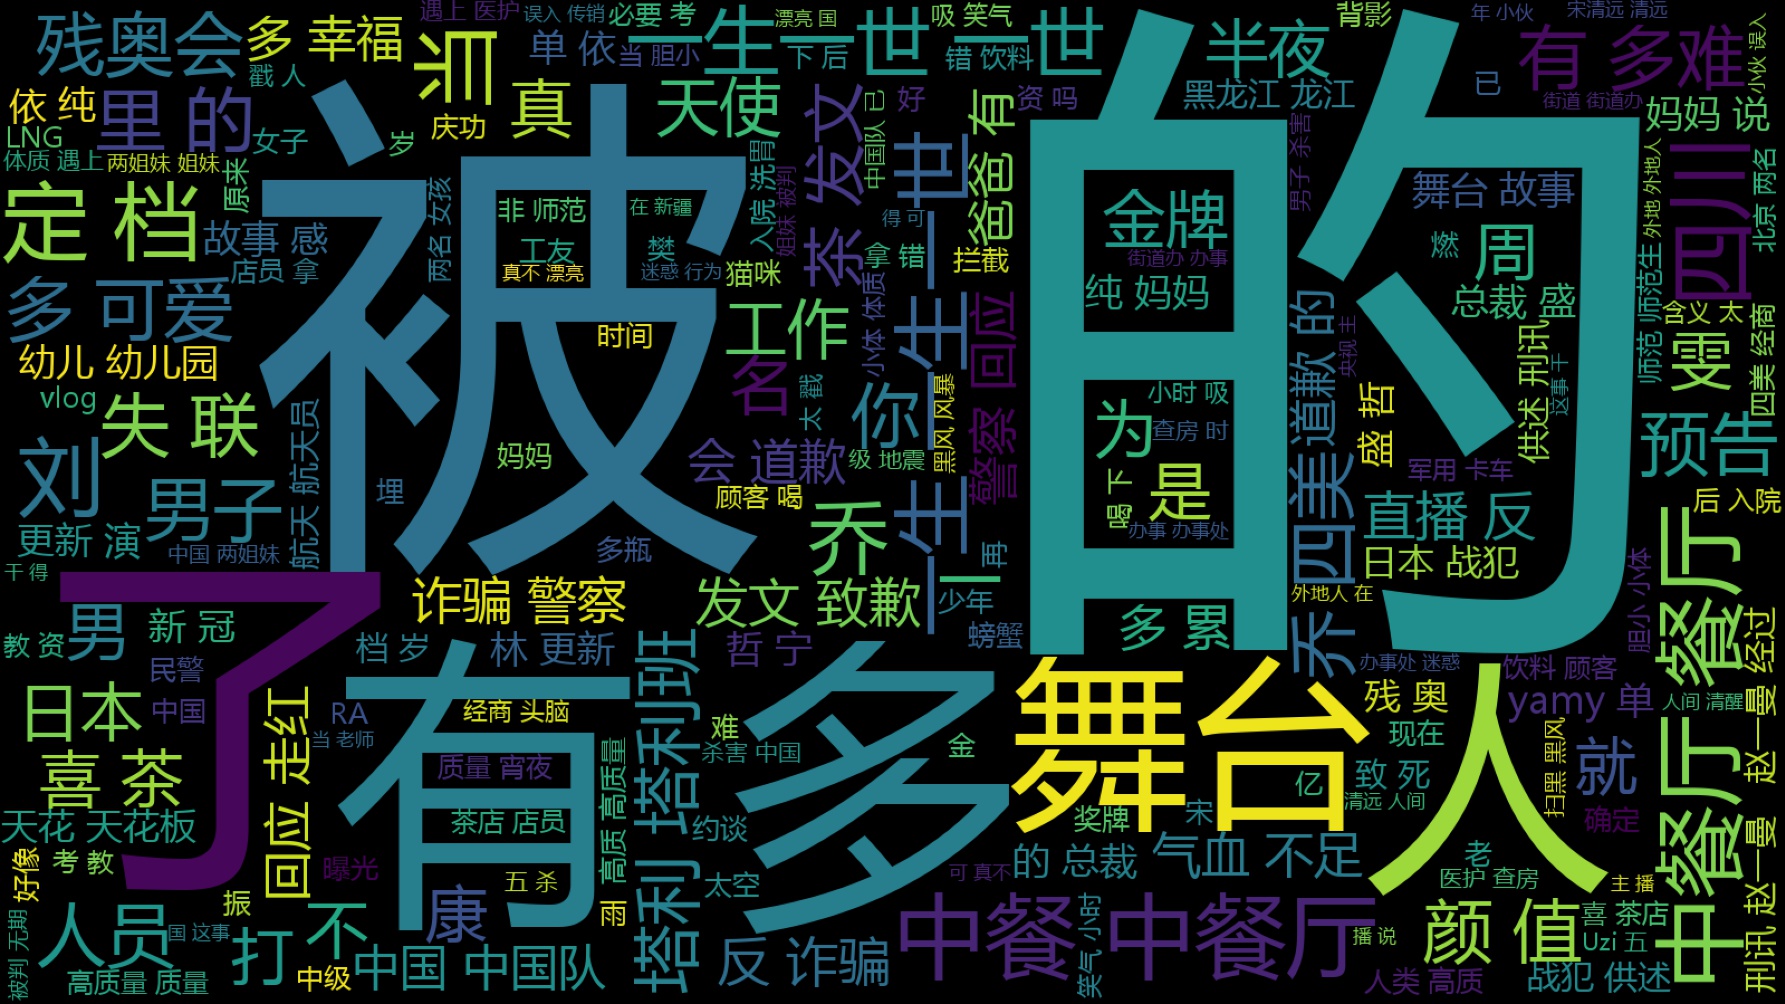 残奥会
多 幸福
遇上 医护
误入 传销
必要 考
漂亮 国
吸 笑气
背影
年 小伙
宋清远 清远
戳 人
单 依
当 胆小
一生一世 一世
下 后
错 饮料
半夜
有 多难
小伙 误入
依 纯
里 的
当
真
天使
黑龙江 龙江
已
街道 街道办
妈妈 说
LNG
女子
岁
庆功
好
资 吗
体质 遇上
两姐妹 姐妹
原来
被
奈 发文
中国队 已
一生一世 一生
爸爸 有
的
男子 杀害
四川
外地人 外地
北京 两名
定 档
故事 感
店员 拿
两名 女孩
非 师范
在 新疆
工友
樊
真不 漂亮
迷惑 行为
入院 洗胃
姐妹 被判
猫咪
得 可
拿 错
拦截
金牌
街道办 办事
纯 妈妈
舞台 故事
燃
周
总裁 盛
师范 师范生
含义 太
多 可爱
幼儿 幼儿园
vlog
失 联
时间
工作
名
太 戳
小体 体质
你
黑风 风暴
警察 回应
小时 吸
为
查房 时
道歉 的
央视 主
盛 哲
供述 刑讯
这事 干
雯
四美 经商
预告
刘
男子
航天 航天员
妈妈
埋
会 道歉
级 地震
顾客 喝
是
喝 下
办事 办事处
军用 卡车
直播 反
后 入院
更新 演
中国 两姐妹
多瓶
乔
再
乔 四美
日本 战犯
中餐厅 餐厅
干 得
了
诈骗 警察
发文 致歉
少年
外地人 在
胆小 小体
男
新 冠
教 资
民警
档 岁
林 更新
塔利 塔利班
哲 宁
螃蟹
多 累
办事处 迷惑
饮料 顾客
赵一曼 经过
日本
中国
回应 走红
RA
当 老师
有
经商 头脑
难
多
杀害 中国
金
舞台
人
残 奥
yamy 单
人间 清醒
现在
扫黑 黑风
就
喜 茶
质量 宵夜
高质 高质量
亿
致 死
清远 人间
天花 天花板
茶店 店员
约谈
宋
奖牌
确定
好像
考 教
曝光
五 杀
太空
可 真不
的 总裁
气血 不足
老
医护 查房
主 播
刑讯 赵一曼
被判 无期
人员
振
国 这事
打
不
康
中餐 中餐厅
笑气 小时
播 说
颜 值
喜 茶店
Uzi 五
高质量 质量
中级
中国 中国队
反 诈骗
人类 高质
战犯 供述